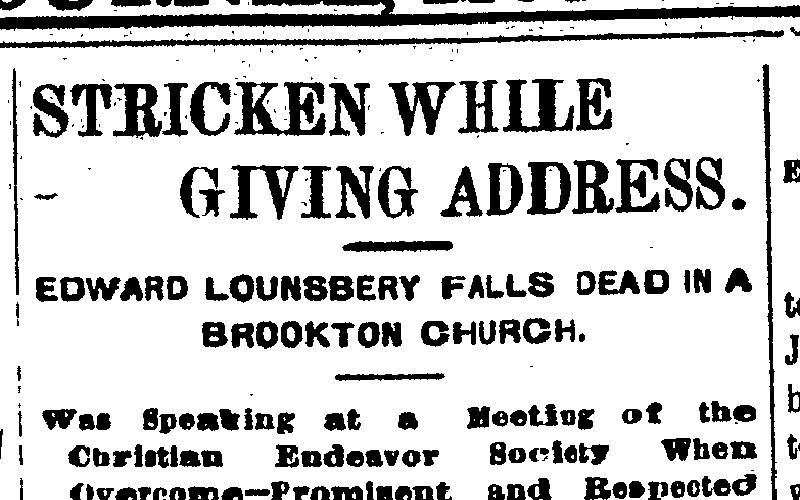 STRICKEN WHILE
GIVING ADDRESS.
EDWARD LOUNSBERY FALLS DEAD IN A
BROOKTON CHURCH.
Was Speaking at a Meeting of the
Christian Endeavor Society When
Overcome—Prominent and Respected